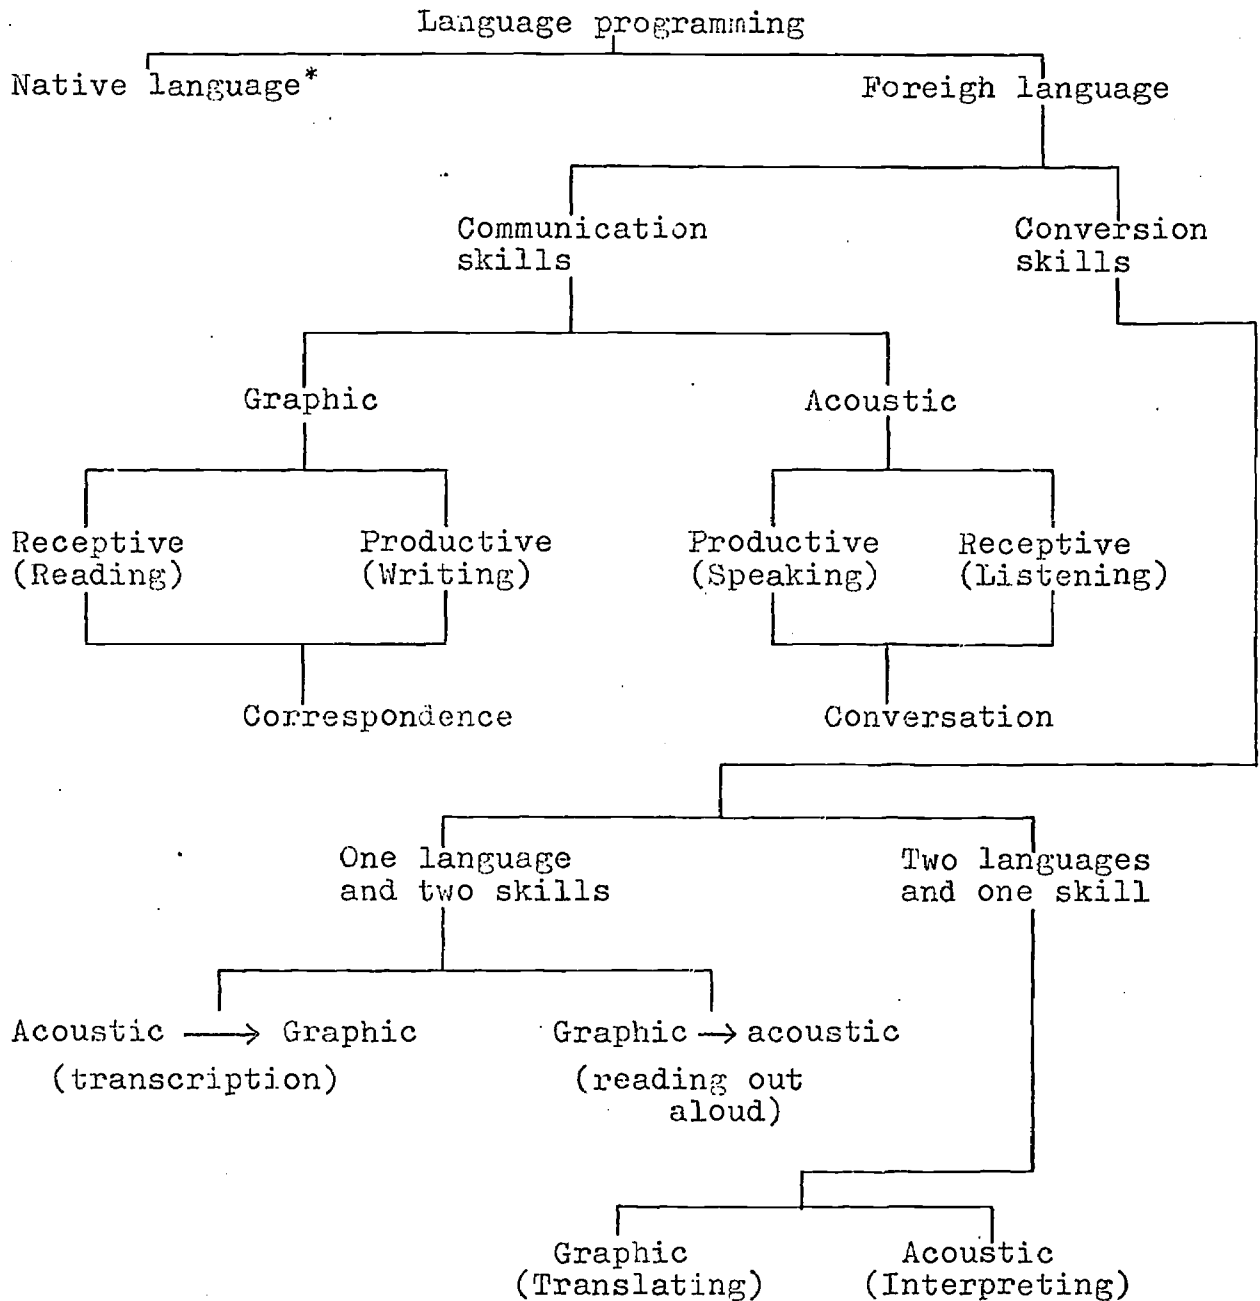 Language programming
Native language*
Foreigh language
Communication
skills
Conversion
skills
Graphic
Acoustic
Receptive
(Reading)
Productive
(Writing)
Productive
(Speaking)
Receptive
(Listening)
Correspondence
Conversation
One language
and two skills
Two languages
and one skill
Acoustic ⟶ Graphic
(transcription)
Graphic → acoustic
(reading out
aloud)
Graphic
(Translating)
Acoustic
(Interpreting)